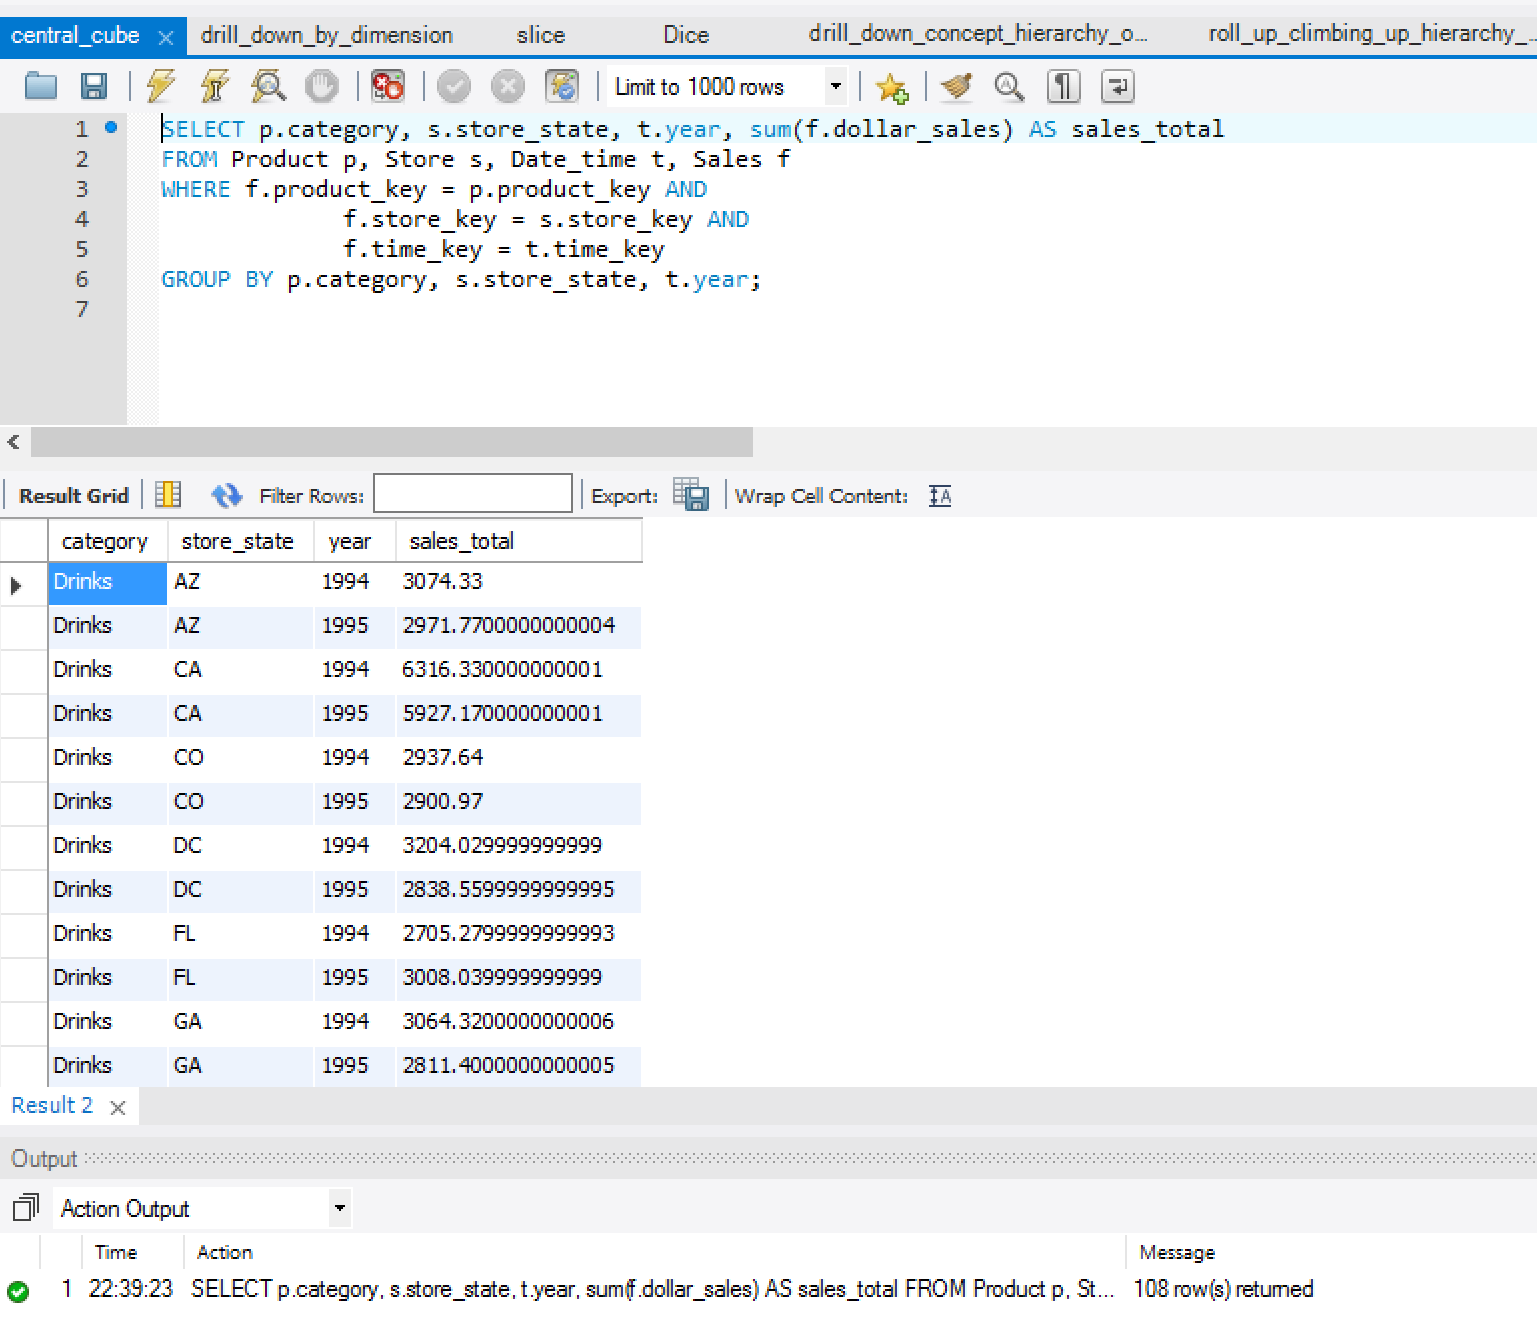 central_cube drill_down_by_dimension slice Dice drill_down_concept_hierarchy_o... roll_up_climbing_up_hierarchy_...
Limit to 1000 rows
1 SELECT p.category, s.store_state, t.year, sum(f.dollar_sales) AS sales_total
2 FROM Product p, Store s, Date_time t, Sales f
3 WHERE f.product_key = p.product_key AND
4 f.store_key = s.store_key AND
5 f.time_key = t.time_key
6 GROUP BY p.category, s.store_state, t.year;
7
Result Grid Filter Rows: Export: Wrap Cell Content:
category store_state year sales_total
Drinks AZ 1994 3074.33
Drinks AZ 1995 2971.7700000000004
Drinks CA 1994 6316.330000000001
Drinks CA 1995 5927.170000000001
Drinks CO 1994 2937.64
Drinks CO 1995 2900.97
Drinks DC 1994 3204.029999999999
Drinks DC 1995 2838.5599999999995
Drinks FL 1994 2705.2799999999993
Drinks FL 1995 3008.039999999999
Drinks GA 1994 3064.3200000000006
Drinks GA 1995 2811.4000000000005
Result 2
Output
Action Output
Time Action Message
1 22:39:23 SELECT p.category, s.store_state, t.year, sum(f.dollar_sales) AS sales_total FROM Product p, St... 108 row(s) returned